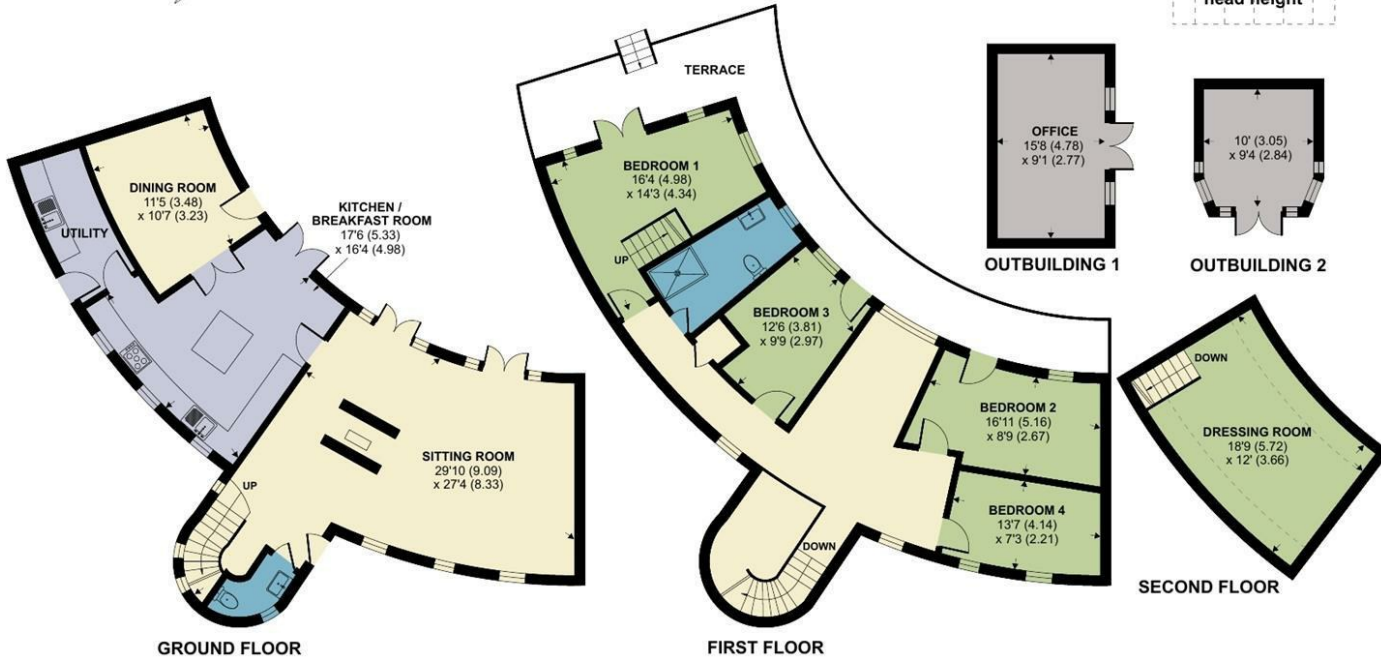 head height
TERRACE
DINING ROOM
11'5 (3.48)
x 10'7 (3.23)
UTILITY
KITCHEN /
BREAKFAST ROOM
17'6 (5.33)
x 16'4 (4.98)
SITTING ROOM
29'10 (9.09)
x 27'4 (8.33)
UP
GROUND FLOOR
BEDROOM 1
16'4 (4.98)
x 14'3 (4.34)
UP
BEDROOM 3
12'6 (3.81)
x 9'9 (2.97)
BEDROOM 2
16'11 (5.16)
x 8'9 (2.67)
BEDROOM 4
13'7 (4.14)
x 7'3 (2.21)
DOWN
FIRST FLOOR
OFFICE
15'8 (4.78)
x 9'1 (2.77)
OUTBUILDING 1
10' (3.05)
x 9'4 (2.84)
OUTBUILDING 2
DOWN
DRESSING ROOM
18'9 (5.72)
x 12' (3.66)
SECOND FLOOR